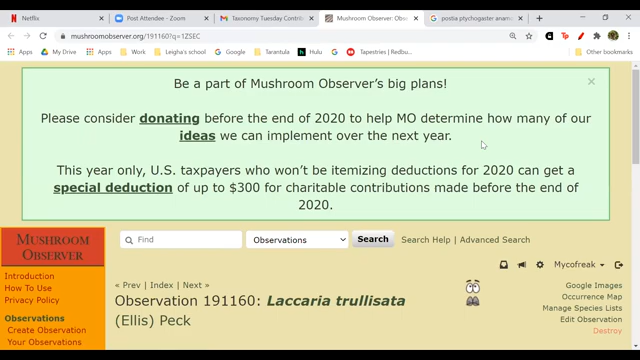 Netflix
Post Attendee - Zoom
Taxonomy Tuesday Contrib
Mushroom Observer: Obs
postia ptychogaster anam
mushroomobserver.org/191160?q=1ZSEC
Apps
My Drive
Work
Leigha's school
Tarantula
Hulu
Tapestries | Redbu
Other bookmarks
Be a part of Mushroom Observer's big plans!
Please consider donating before the end of 2020 to help MO determine how many of our
ideas we can implement over the next year.
This year only, U.S. taxpayers who won't be itemizing deductions for 2020 can get a
special deduction of up to $300 for charitable contributions made before the end of
2020.
MUSHROOM
OBSERVER
Find
Observations
Search
Search Help | Advanced Search
Mycofreak
Introduction
How To Use
Privacy Policy
Observations
Create Observation
Your Observations
« Prev | Index | Next »
Observation 191160: Laccaria trullisata
(Ellis) Peck
Google Images
Occurrence Map
Manage Species Lists
Edit Observation
Destroy